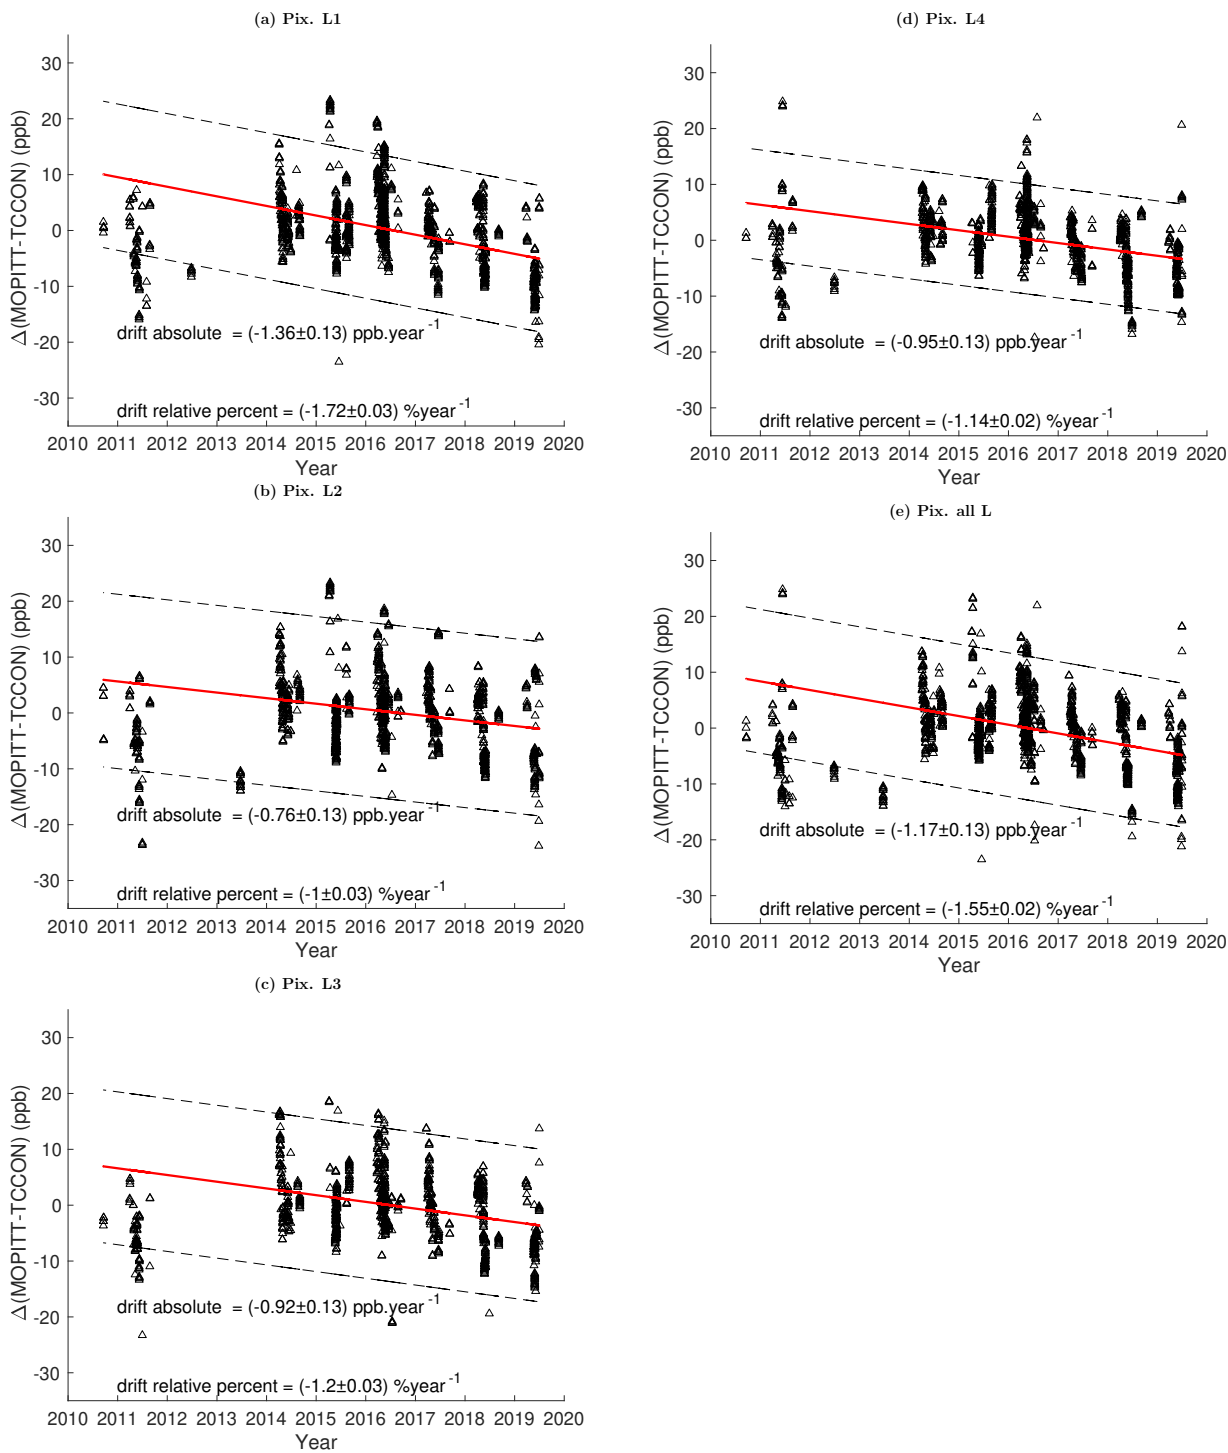 (a) Pix. L1
30
20
10
0
-10
-20
-30
Δ(MOPITT-TCCON) (ppb)
drift absolute = (-1.36±0.13) ppb.year-1
drift relative percent = (-1.72±0.03) %year-1
2010 2011 2012 2013 2014 2015 2016 2017 2018 2019 2020
Year
(b) Pix. L2
30
20
10
0
-10
-20
-30
Δ(MOPITT-TCCON) (ppb)
drift absolute = (-0.76±0.13) ppb.year-1
drift relative percent = (-1±0.03) %year-1
2010 2011 2012 2013 2014 2015 2016 2017 2018 2019 2020
Year
(c) Pix. L3
30
20
10
0
-10
-20
-30
Δ(MOPITT-TCCON) (ppb)
drift absolute = (-0.92±0.13) ppb.year-1
drift relative percent = (-1.2±0.03) %year-1
2010 2011 2012 2013 2014 2015 2016 2017 2018 2019 2020
Year
(d) Pix. L4
30
20
10
0
-10
-20
-30
Δ(MOPITT-TCCON) (ppb)
drift absolute = (-0.95±0.13) ppb.year-1
drift relative percent = (-1.14±0.02) %year-1
2010 2011 2012 2013 2014 2015 2016 2017 2018 2019 2020
Year
(e) Pix. all L
30
20
10
0
-10
-20
-30
Δ(MOPITT-TCCON) (ppb)
drift absolute = (-1.17±0.13) ppb.year-1
drift relative percent = (-1.55±0.02) %year-1
2010 2011 2012 2013 2014 2015 2016 2017 2018 2019 2020
Year